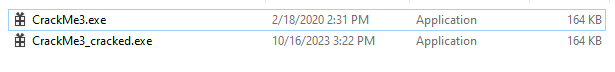 CrackMe3.exe 2/18/2020 2:31 PM Application 164 KB
CrackMe3_cracked.exe 10/16/2023 3:22 PM Application 164 KB